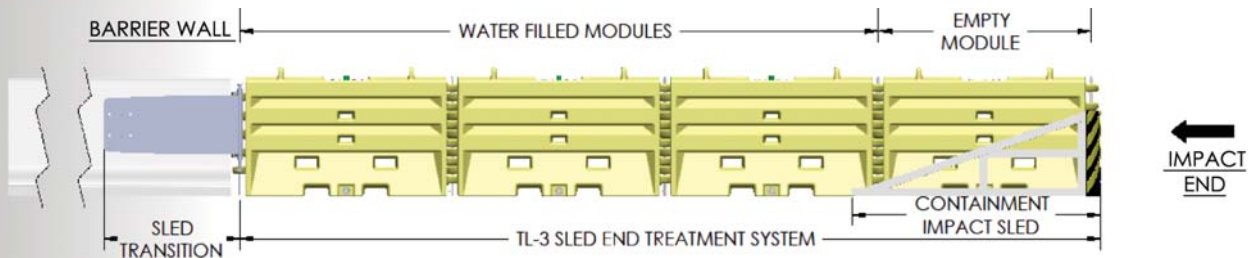 BARRIER WALL
WATER FILLED MODULES
EMPTY
MODULE
IMPACT
END
CONTAINMENT
IMPACT SLED
SLED
TRANSITION
TL-3 SLED END TREATMENT SYSTEM